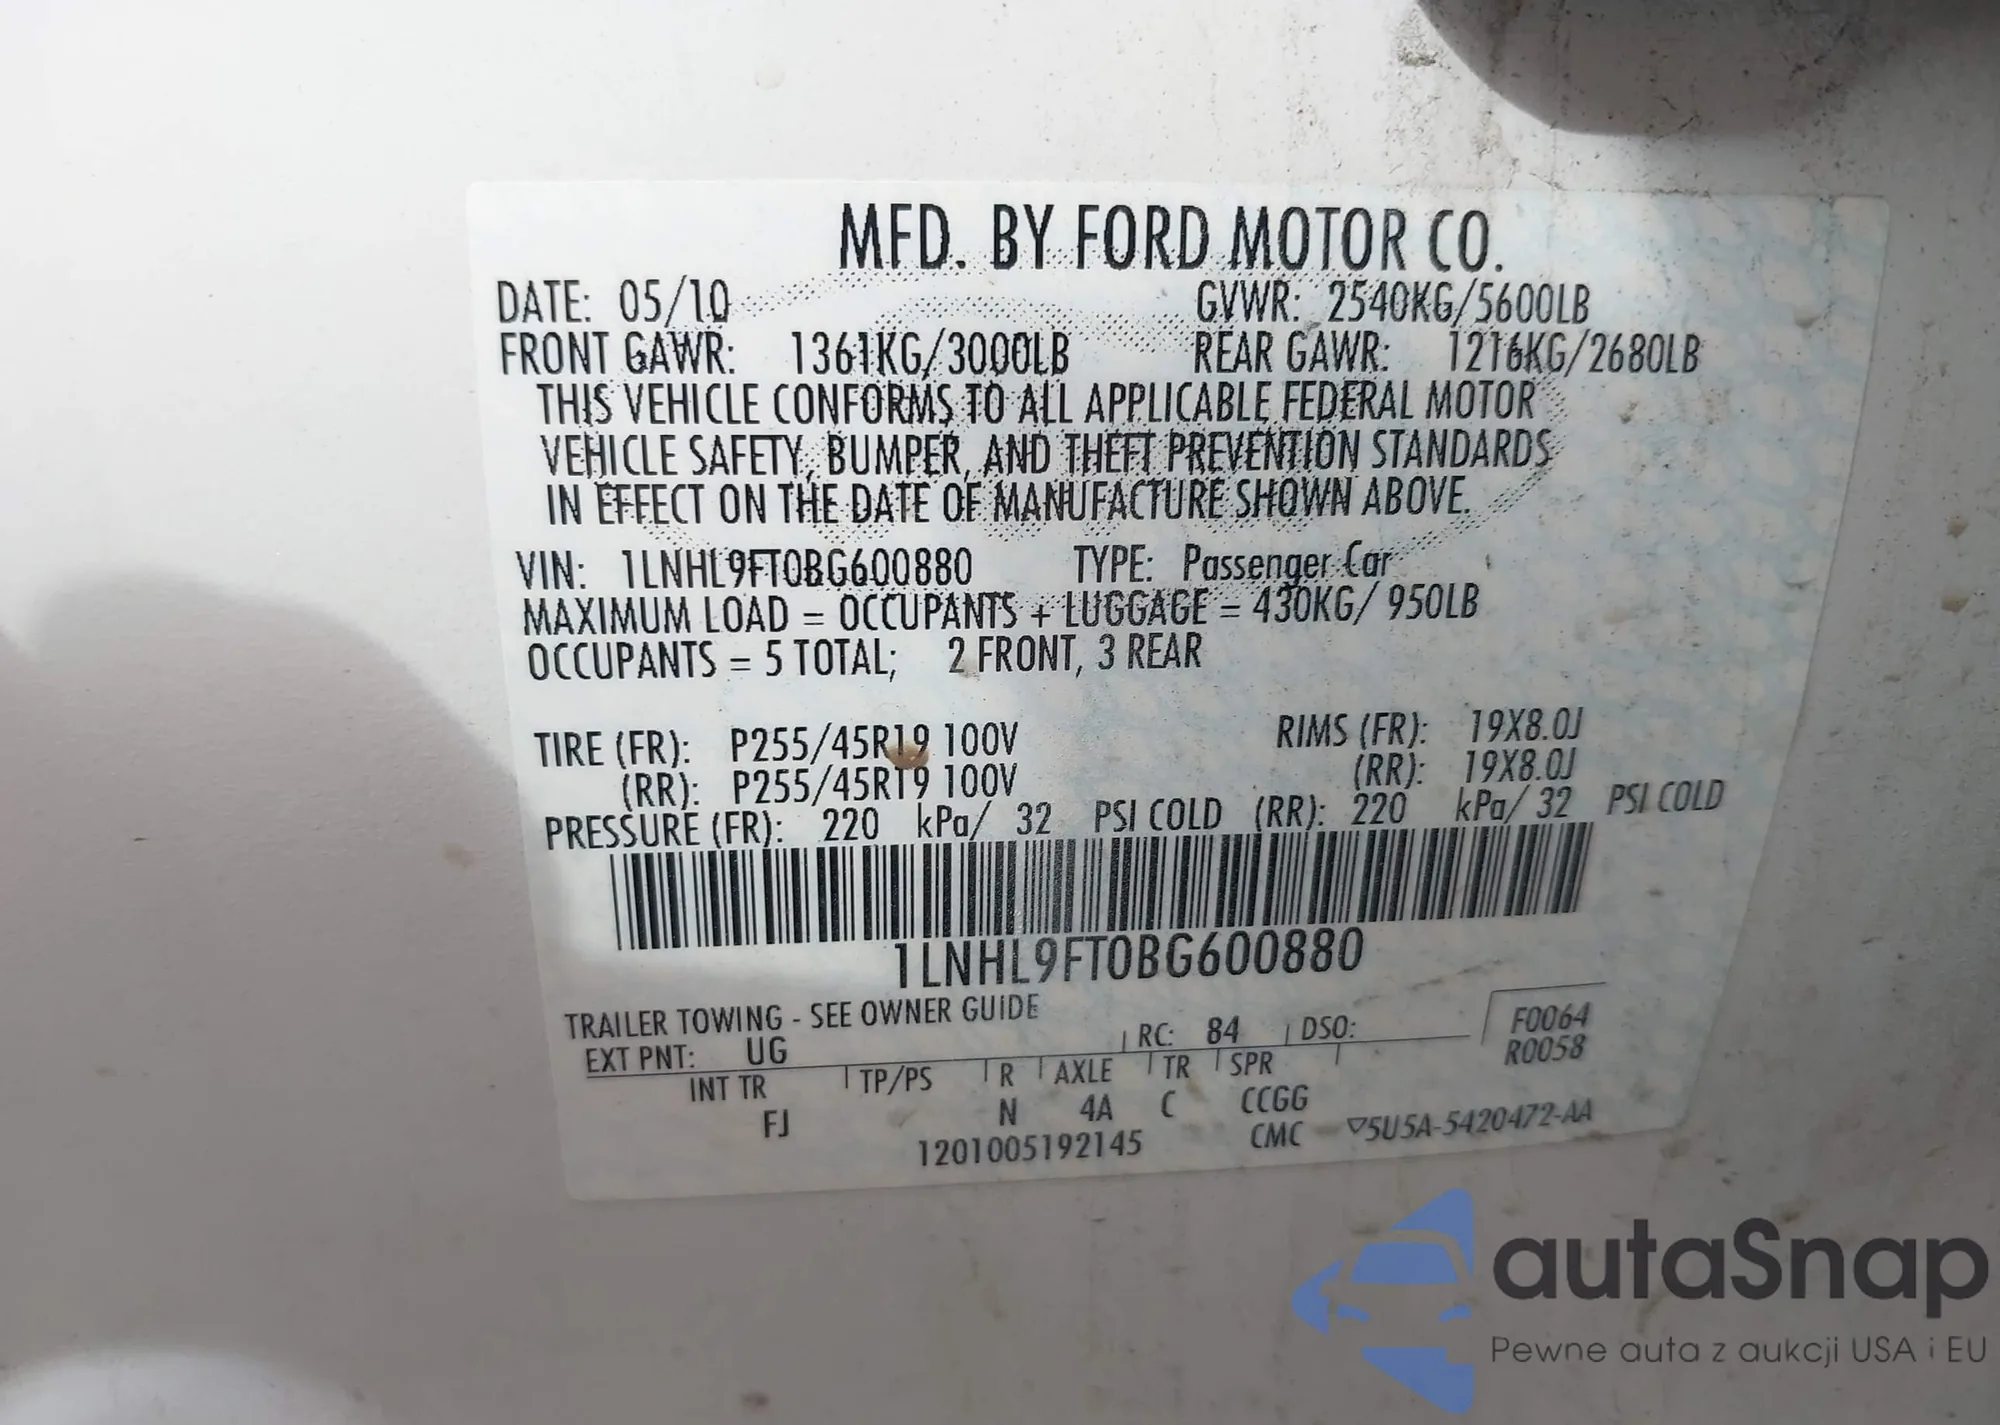 MFD. BY FORD MOTOR CO.
DATE: 05/10 GVWR: 2540KG/5600LB
FRONT GAWR: 1361KG/3000LB REAR GAWR: 1216KG/2680LB
THIS VEHICLE CONFORMS TO ALL APPLICABLE FEDERAL MOTOR
VEHICLE SAFETY, BUMPER, AND THEFT PREVENTION STANDARDS
IN EFFECT ON THE DATE OF MANUFACTURE SHOWN ABOVE.
VIN: 1LNHL9FT0BG600880 TYPE: Passenger Car
MAXIMUM LOAD = OCCUPANTS + LUGGAGE = 430KG/ 950LB
OCCUPANTS = 5 TOTAL; 2 FRONT, 3 REAR
TIRE (FR): P255/45R19 100V RIMS (FR): 19X8.0J
(RR): P255/45R19 100V (RR): 19X8.0J
PRESSURE (FR): 220 kPa/ 32 PSI COLD (RR): 220 kPa/ 32 PSI COLD
1LNHL9FT0BG600880
TRAILER TOWING - SEE OWNER GUIDE
EXT PNT: UG RC: 84 DSO: F0064
R0058
INT TR TP/PS R AXLE TR SPR
FJ N 4A C CCGG
1201005192145 CMC ▽5U5A-5420472-AA
autaSnap
Pewne auta z aukcji USA i EU